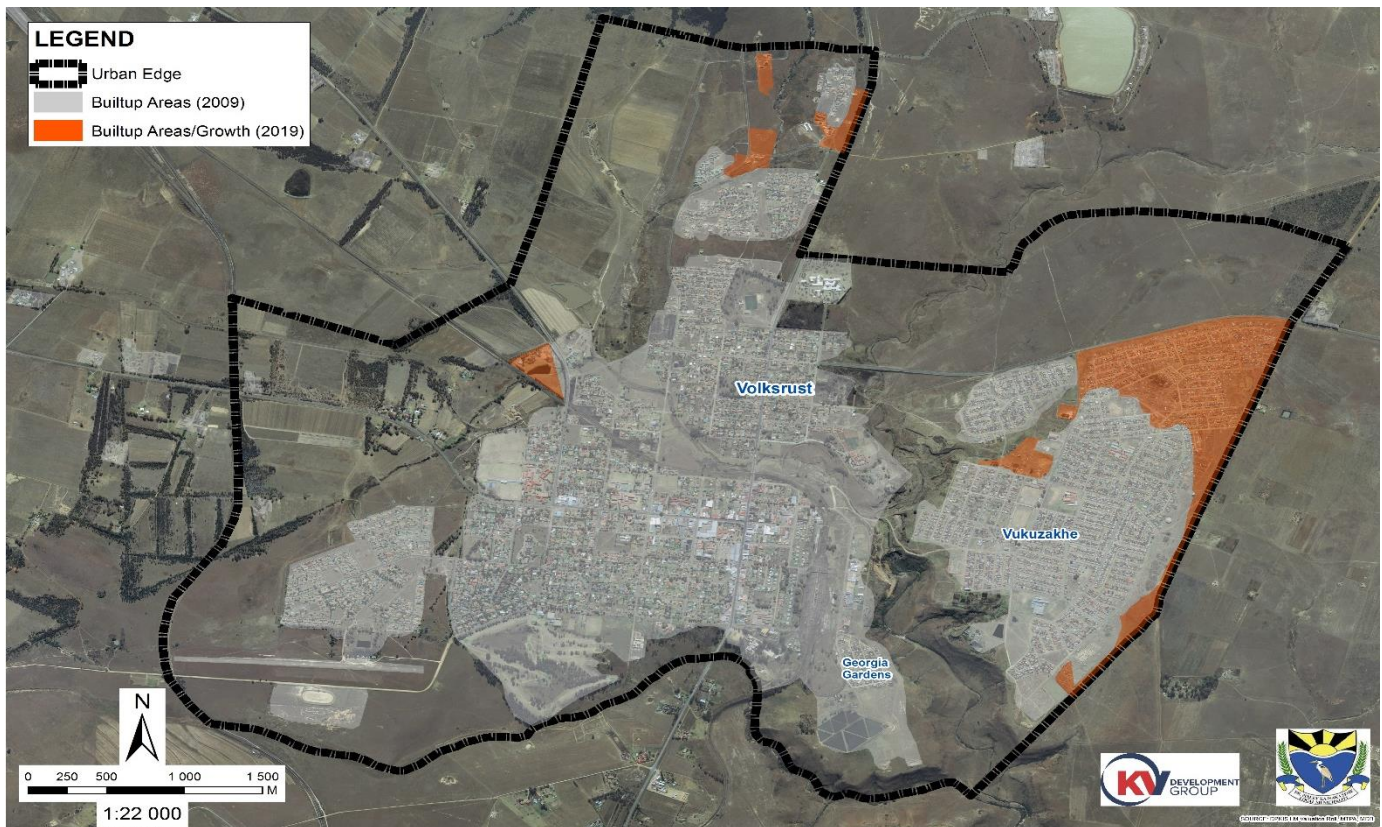 LEGEND
Urban Edge
Builtup Areas (2009)
Builtup Areas/Growth (2019)
Volksrust
Vukuzakhe
Georgia
Gardens
N
0 250 500 1 000 1 500
M
1:22 000
KV DEVELOPMENT
GROUP